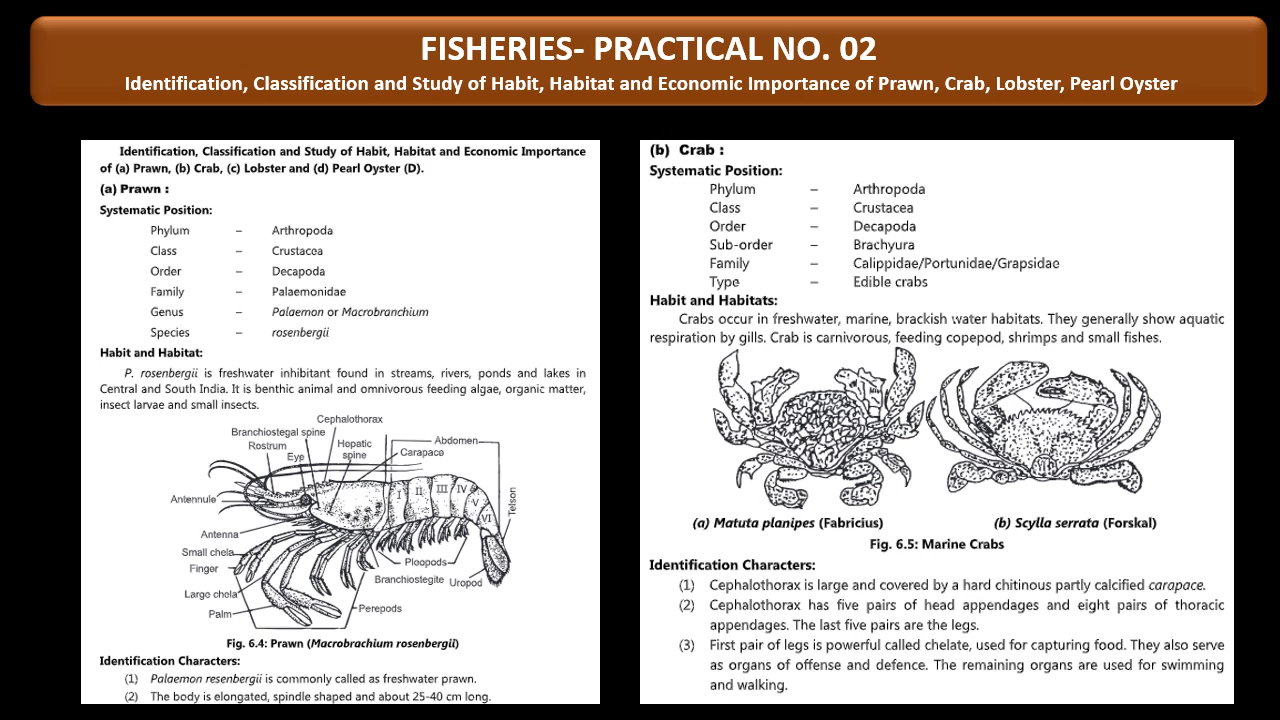 FISHERIES- PRACTICAL NO. 02
Identification, Classification and Study of Habit, Habitat and Economic Importance of Prawn, Crab, Lobster, Pearl Oyster
Identification, Classification and Study of Habit, Habitat and Economic Importance
of (a) Prawn, (b) Crab, (c) Lobster and (d) Pearl Oyster (D).
(a) Prawn :
Systematic Position:
Phylum – Arthropoda
Class – Crustacea
Order – Decapoda
Family – Palaemonidae
Genus – Palaemon or Macrobranchium
Species – rosenbergii
Habit and Habitat:
P. rosenbergii is freshwater inhibitant found in streams, rivers, ponds and lakes in
Central and South India. It is benthic animal and omnivorous feeding algae, organic matter,
insect larvae and small insects.
Cephalothorax
Branchiostegal spine
Rostrum
Eye
Hepatic
spine
Abdomen
Carapace
Antennule
I
II
III
IV
V
VI
Telson
Antenna
Small chela
Finger
Ploopods
Branchiostegite
Uropod
Large chela
Palm
Perepods
Fig. 6.4: Prawn (Macrobrachium rosenbergii)
Identification Characters:
(1) Palaemon resenbergii is commonly called as freshwater prawn.
(2) The body is elongated, spindle shaped and about 25-40 cm long.
(b) Crab :
Systematic Position:
Phylum – Arthropoda
Class – Crustacea
Order – Decapoda
Sub-order – Brachyura
Family – Calippidae/Portunidae/Grapsidae
Type – Edible crabs
Habit and Habitats:
Crabs occur in freshwater, marine, brackish water habitats. They generally show aquatic
respiration by gills. Crab is carnivorous, feeding copepod, shrimps and small fishes.
(a) Matuta planipes (Fabricius)
(b) Scylla serrata (Forskal)
Fig. 6.5: Marine Crabs
Identification Characters:
(1) Cephalothorax is large and covered by a hard chitinous partly calcified carapace.
(2) Cephalothorax has five pairs of head appendages and eight pairs of thoracic
appendages. The last five pairs are the legs.
(3) First pair of legs is powerful called chelate, used for capturing food. They also serve
as organs of offense and defence. The remaining organs are used for swimming
and walking.